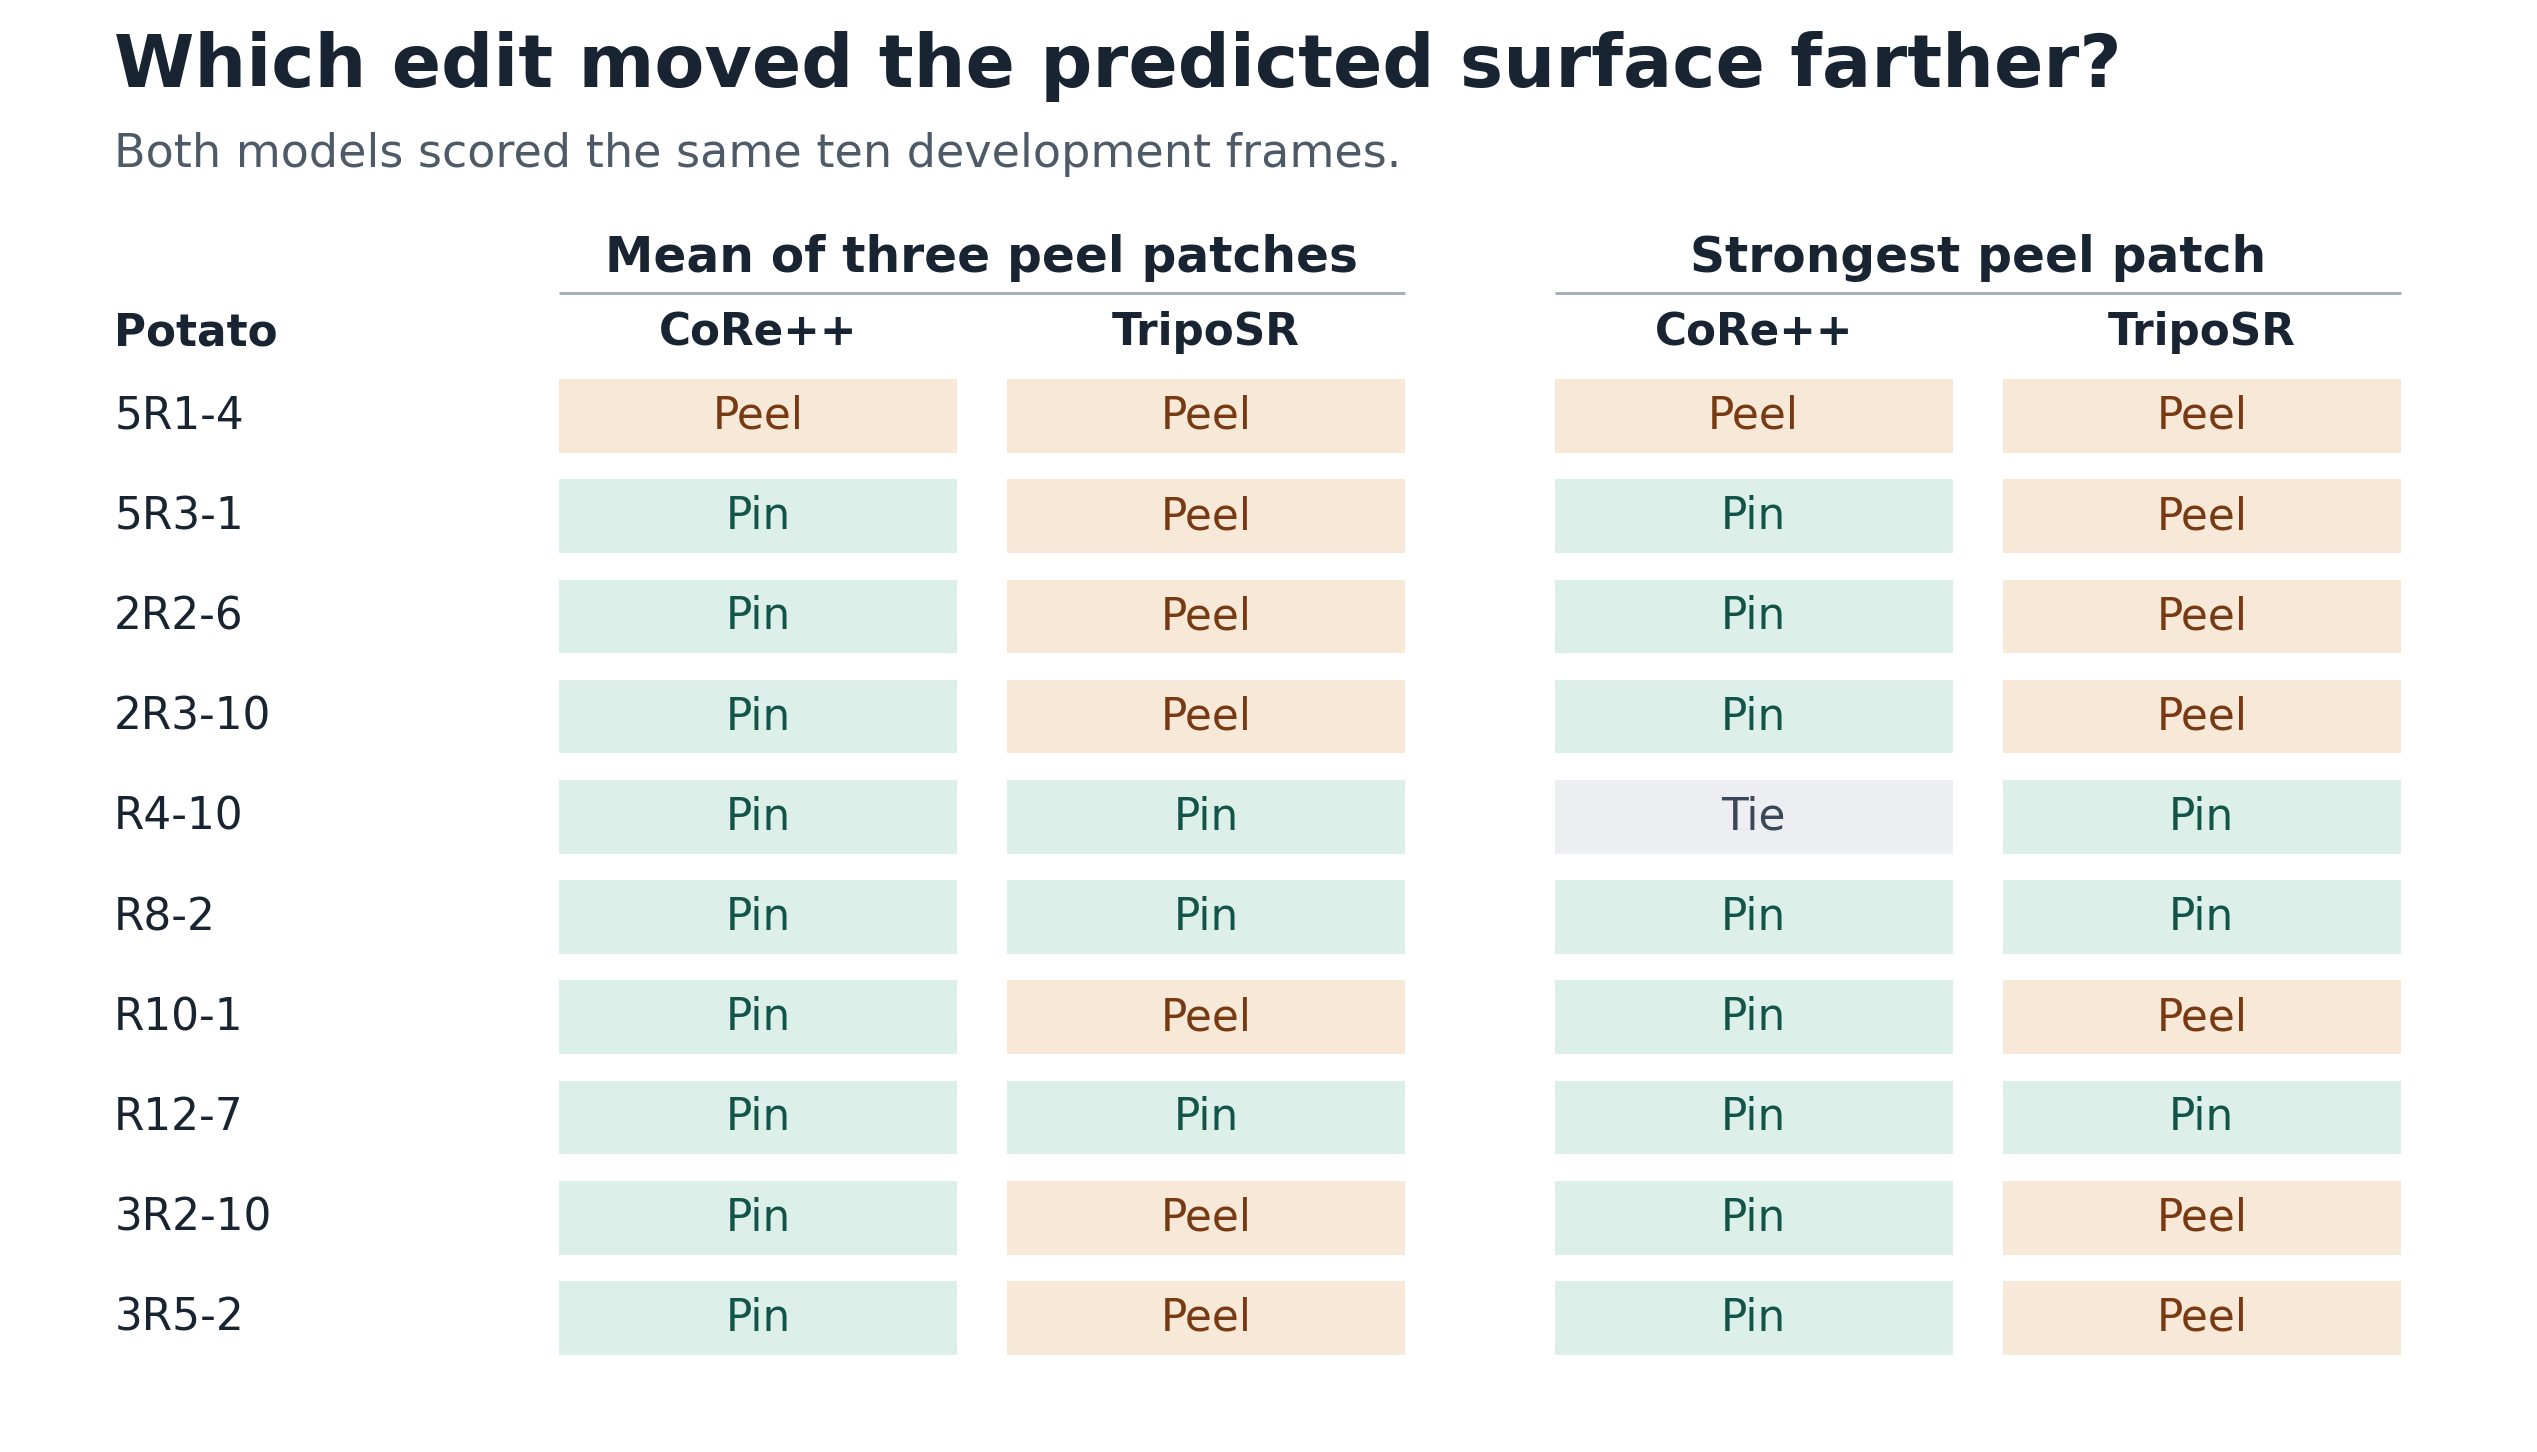 Which edit moved the predicted surface farther?
Both models scored the same ten development frames.
Mean of three peel patches Strongest peel patch
Potato CoRe++ TripoSR CoRe++ TripoSR
5R1-4 Peel Peel Peel Peel
5R3-1 Pin Peel Pin Peel
2R2-6 Pin Peel Pin Peel
2R3-10 Pin Peel Pin Peel
R4-10 Pin Pin Tie Pin
R8-2 Pin Pin Pin Pin
R10-1 Pin Peel Pin Peel
R12-7 Pin Pin Pin Pin
3R2-10 Pin Peel Pin Peel
3R5-2 Pin Peel Pin Peel